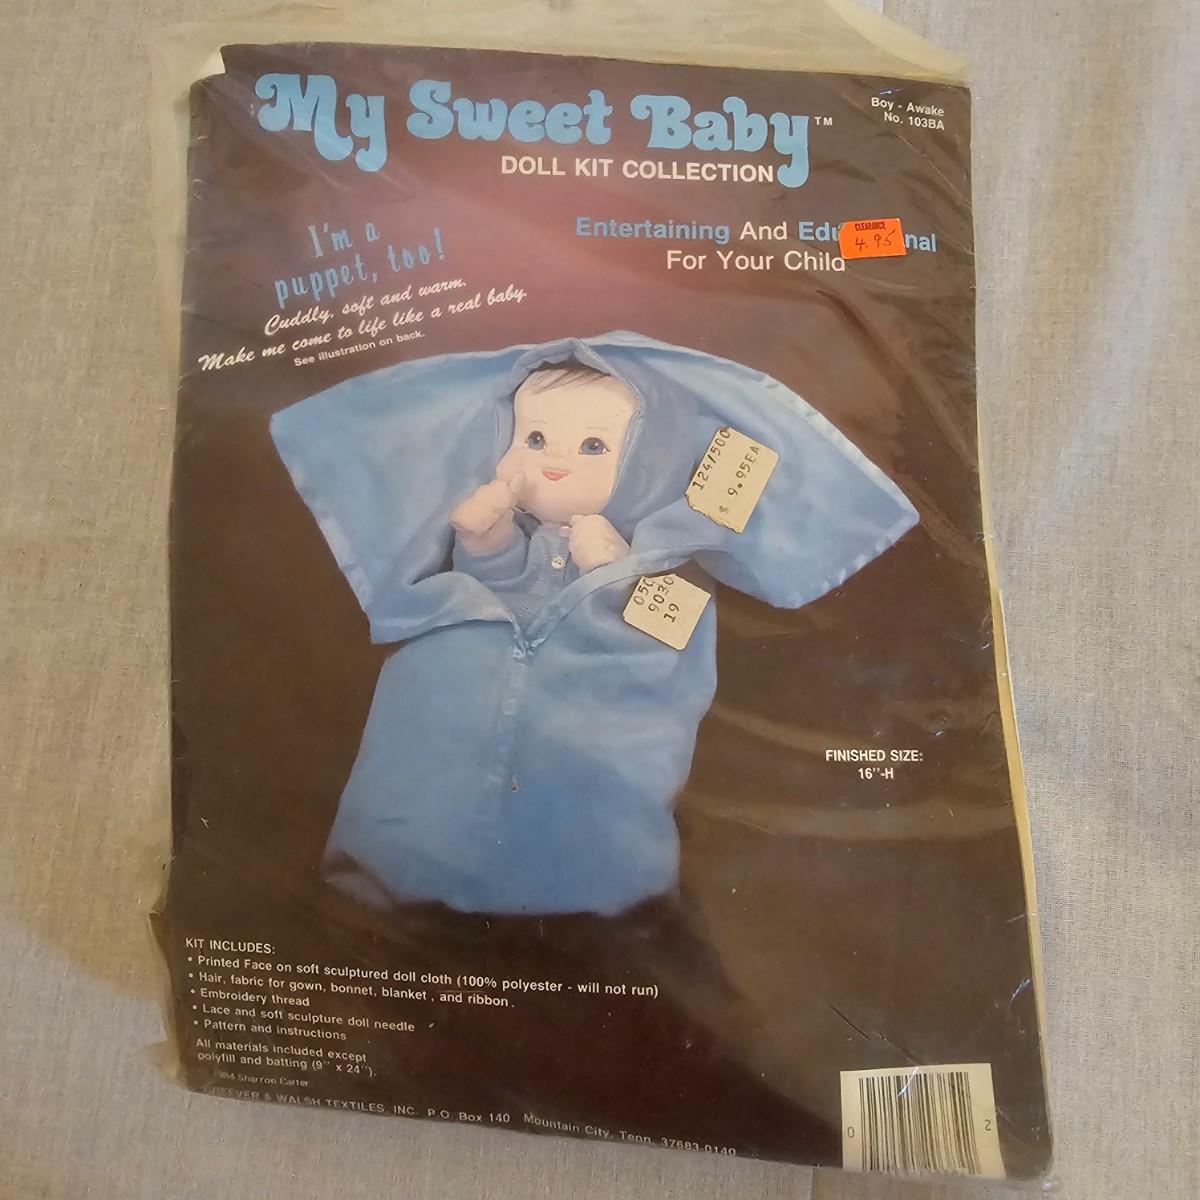 My Sweet Baby™
DOLL KIT COLLECTION
Boy - Awake
No. 103BA
Entertaining And Edu nal
For Your Child
CLEARANCE
4.95
I'm a
puppet, too!
Cuddly, soft and warm.
Make me come to life like a real baby.
See illustration on back.
124/500
$ 9.95EA
050
9030
19
FINISHED SIZE:
16"-H
KIT INCLUDES:
• Printed Face on soft sculptured doll cloth (100% polyester - will not run)
• Hair, fabric for gown, bonnet, blanket, and ribbon.
• Embroidery thread
• Lace and soft sculpture doll needle
• Pattern and instructions
All materials included except
polyfill and batting (9" x 24").
1984 Sharron Carter
GREEVER & WALSH TEXTILES, INC. P.O. Box 140 Mountain City, Tenn. 37683-0140
0 2